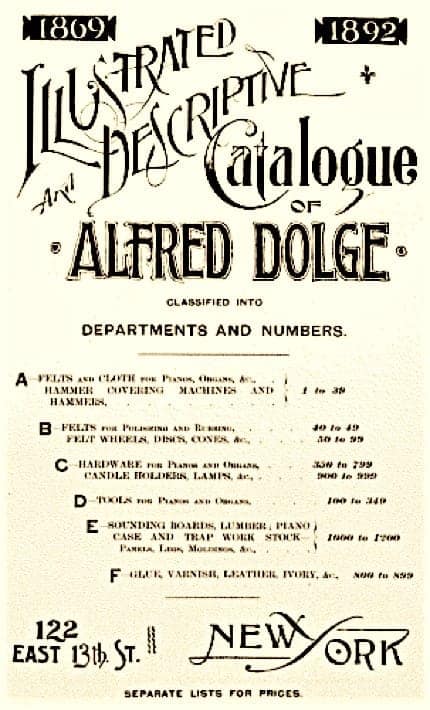 1869 1892
ILLUSTRATED
AND DESCRIPTIVE
Catalogue
OF
ALFRED DOLGE
CLASSIFIED INTO
DEPARTMENTS AND NUMBERS.
A—FELTS AND CLOTH FOR PIANOS, ORGANS, &c.,
HAMMER COVERING MACHINES AND 1 to 39
HAMMERS,
B—FELTS FOR POLISHING AND RUBBING, 40 to 49
FELT WHEELS, DISCS, CONES, &c., 50 to 99
C—HARDWARE FOR PIANOS AND ORGANS, 350 to 799
CANDLE HOLDERS, LAMPS, &c., 900 to 999
D—TOOLS FOR PIANOS AND ORGANS, 100 to 349
E—SOUNDING BOARDS, LUMBER; PIANO
CASE AND TRAP WORK STOCK— 1000 to 1200
PANELS, LEGS, MOLDINGS, &c.,
F—GLUE, VARNISH, LEATHER, IVORY, &c., 800 to 899
122
EAST 13th. ST.
NEW YORK
SEPARATE LISTS FOR PRICES.